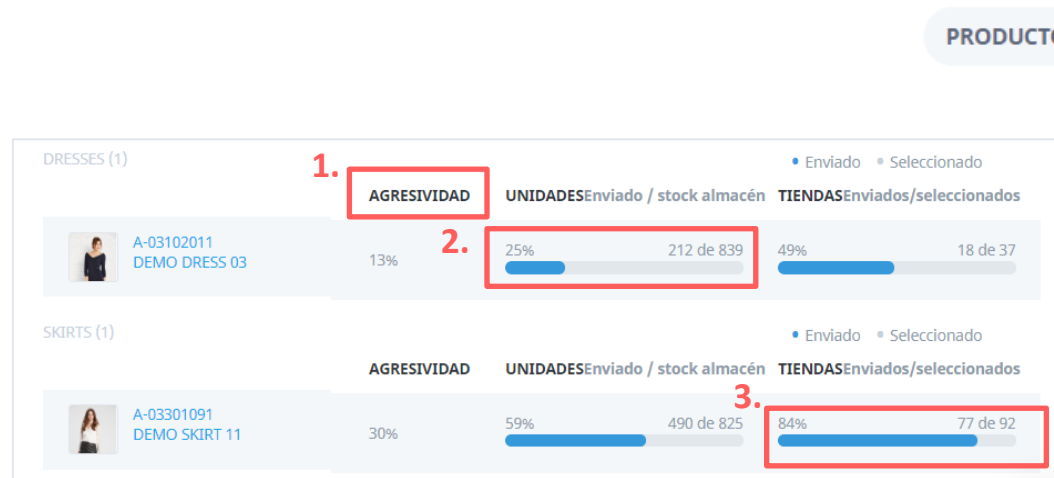 PRODUCTO
DRESSES (1)
• Enviado • Seleccionado
1.
AGRESIVIDAD UNIDADESEnviado / stock almacén TIENDASEnviados/seleccionados
2.
A-03102011
DEMO DRESS 03
13%
25% 212 de 839 49% 18 de 37
SKIRTS (1)
• Enviado • Seleccionado
AGRESIVIDAD UNIDADESEnviado / stock almacén TIENDASEnviados/seleccionados
3.
A-03301091
DEMO SKIRT 11
30%
59% 490 de 825 84% 77 de 92